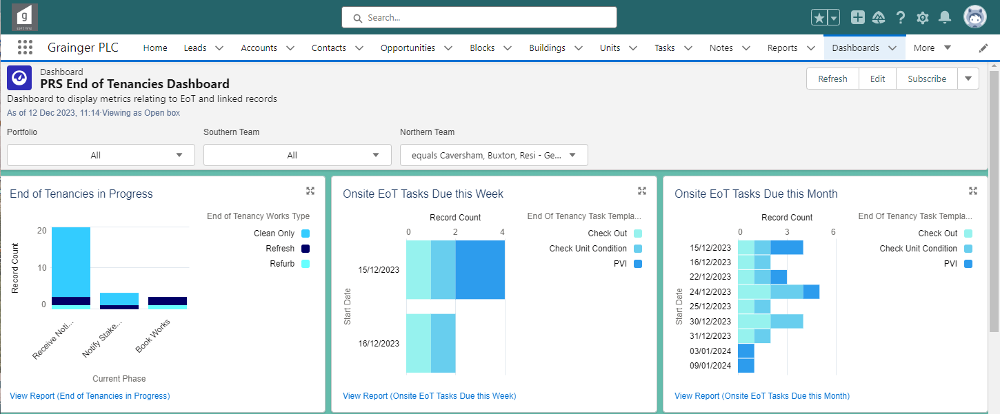 g
Search...
Grainger PLC
Home
Leads
Accounts
Contacts
Opportunities
Blocks
Buildings
Units
Tasks
Notes
Reports
Dashboards
More
Dashboard
PRS End of Tenancies Dashboard
Dashboard to display metrics relating to EoT and linked records
As of 12 Dec 2023, 11:14·Viewing as Open box
Refresh
Edit
Subscribe
Portfolio
All
Southern Team
All
Northern Team
equals Caversham, Buxton, Resi - Ge...
End of Tenancies in Progress
End of Tenancy Works Type
Clean Only
Refresh
Refurb
Record Count
20
10
0
Receive Noti...
Notify Stake...
Book Works
Current Phase
View Report (End of Tenancies in Progress)
Onsite EoT Tasks Due this Week
Record Count
0 2 4
End Of Tenancy Task Templa...
Check Out
Check Unit Condition
PVI
Start Date
15/12/2023
16/12/2023
View Report (Onsite EoT Tasks Due this Week)
Onsite EoT Tasks Due this Month
Record Count
0 3 6
End Of Tenancy Task Templa...
Check Out
Check Unit Condition
PVI
Start Date
15/12/2023
16/12/2023
22/12/2023
24/12/2023
25/12/2023
30/12/2023
31/12/2023
03/01/2024
09/01/2024
View Report (Onsite EoT Tasks Due this Month)